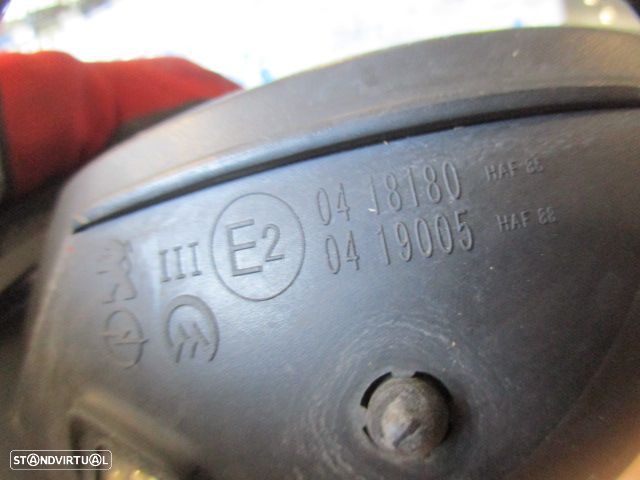 04 18180 HAF 88
III E2
04 19005 HAF 88
STANDVIRTUAL